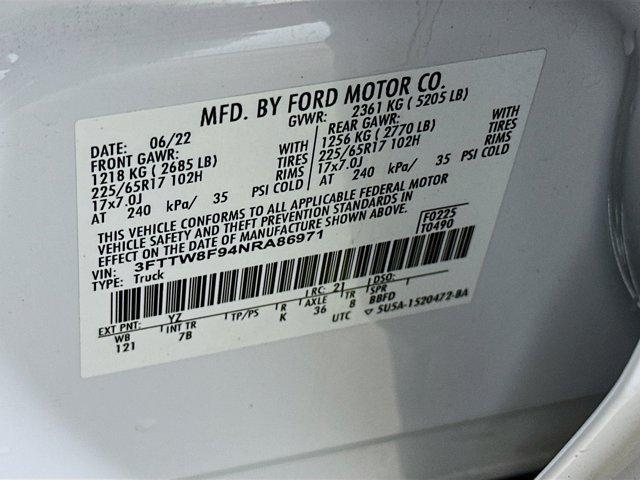 MFD. BY FORD MOTOR CO.
DATE: 06/22 GVWR: 2361 KG ( 5205 LB)
FRONT GAWR: WITH REAR GAWR: WITH
1218 KG ( 2685 LB) TIRES 1256 KG ( 2770 LB) TIRES
225/65R17 102H RIMS 225/65R17 102H RIMS
17x7.0J 17x7.0J
AT 240 kPa/ 35 PSI COLD AT 240 kPa/ 35 PSI COLD
THIS VEHICLE CONFORMS TO ALL APPLICABLE FEDERAL MOTOR
VEHICLE SAFETY AND THEFT PREVENTION STANDARDS IN
EFFECT ON THE DATE OF MANUFACTURE SHOWN ABOVE.
VIN: 3FTTW8F94NRA86971 F0225
TYPE: Truck T0490
EXT PNT: YZ RC: 21 DSO:
WB INT TR TP/PS R AXLE TR SPR
121 7B K 36 8 BBFD
UTC 5U5A-1520472-BA